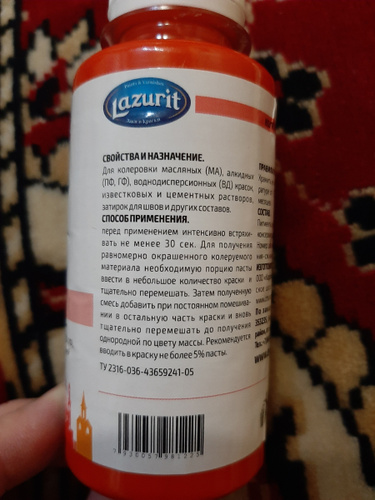 Lazurit
СВОЙСТВА И НАЗНАЧЕНИЕ.
Для колеровки масляных (МА), алкидных
(ПФ, ГФ), воднодисперсионных (ВД) красок,
известковых и цементных растворов,
затирок для швов и других составов.
СПОСОБ ПРИМЕНЕНИЯ.
перед применением интенсивно встряхи-
вать не менее 30 сек. Для получения
равномерно окрашенного колеруемого
материала необходимую порцию пасты
ввести в небольшое количество краски и
тщательно перемешать. Затем полученную
смесь добавить при постоянном помешива-
нии в остальную часть краски и вновь
тщательно перемешать до получения
однородной по цвету массы. Рекомендуется
вводить в краску не более 5% пасты.
ТУ 2316-036-43659241-05